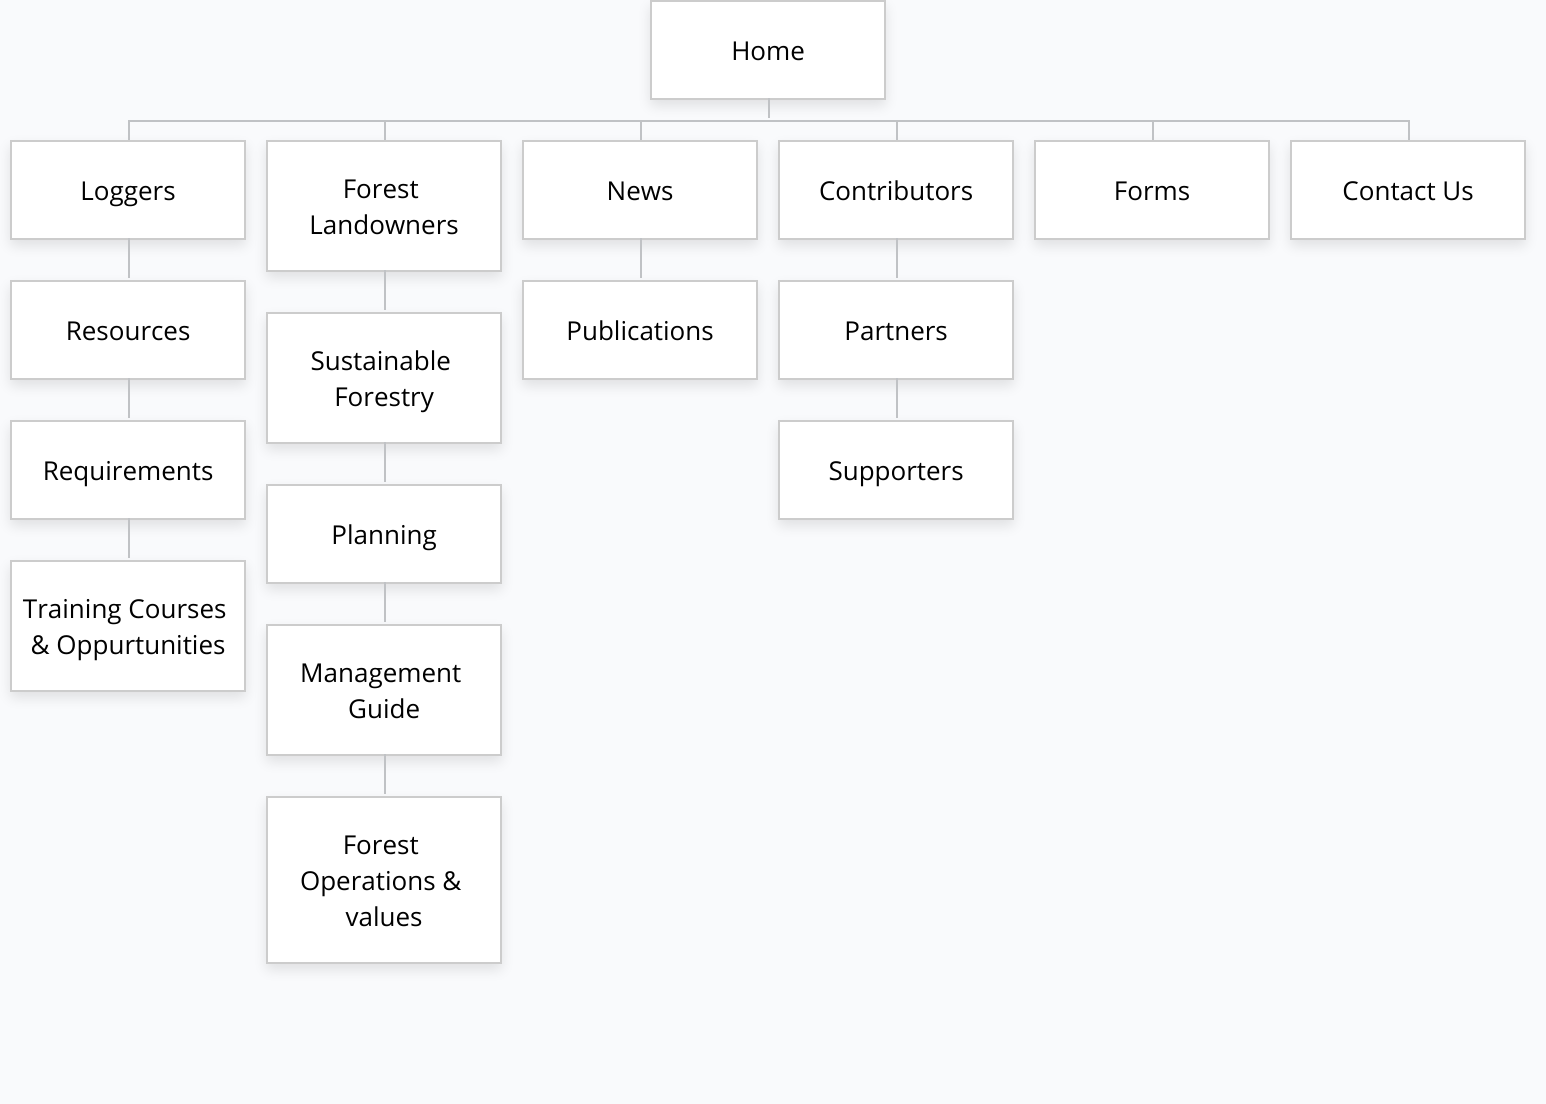 Home
Loggers
Forest
Landowners
News
Contributors
Forms
Contact Us
Resources
Sustainable
Forestry
Publications
Partners
Requirements
Planning
Supporters
Training Courses
& Oppurtunities
Management
Guide
Forest
Operations &
values